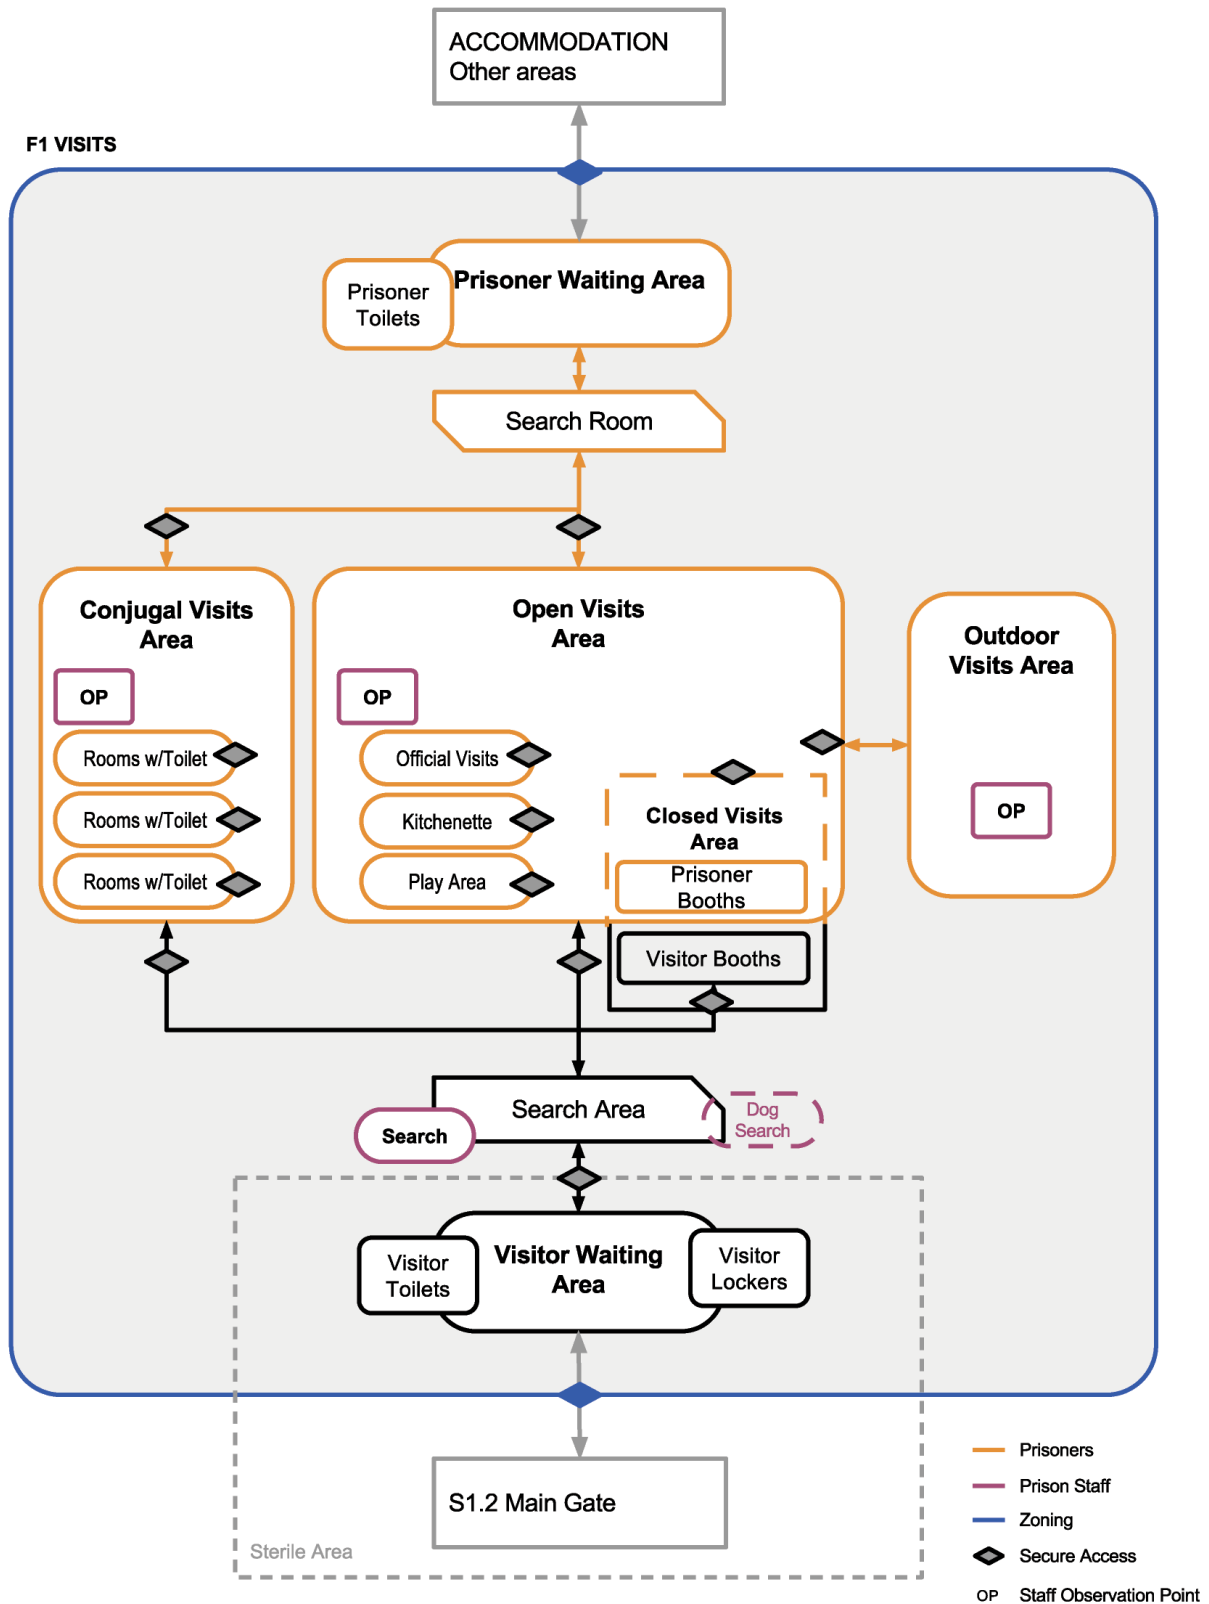 ACCOMMODATION
Other areas
F1 VISITS
Prisoner Waiting Area
Prisoner
Toilets
Search Room
Conjugal Visits
Area
OP
Rooms w/Toilet
Rooms w/Toilet
Rooms w/Toilet
Open Visits
Area
OP
Official Visits
Kitchenette
Play Area
Closed Visits
Area
Prisoner
Booths
Visitor Booths
Outdoor
Visits Area
OP
Search Area
Search
Dog
Search
Visitor Waiting
Area
Visitor
Toilets
Visitor
Lockers
S1.2 Main Gate
Sterile Area
Prisoners
Prison Staff
Zoning
Secure Access
OP Staff Observation Point